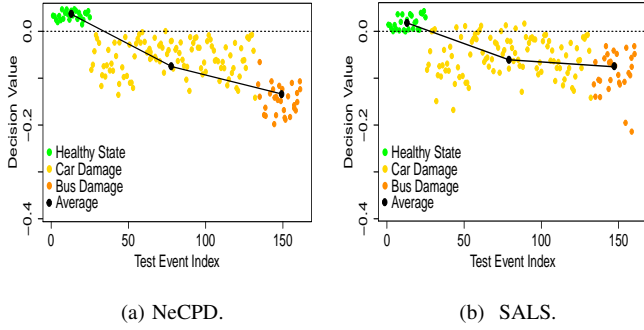 0.0
−0.2
−0.4
Decision Value
Healthy State
Car Damage
Bus Damage
Average
0 50 100 150
Test Event Index
(a) NeCPD.
0.0
−0.2
−0.4
Decision Value
Healthy State
Car Damage
Bus Damage
Average
0 50 100 150
Test Event Index
(b) SALS.